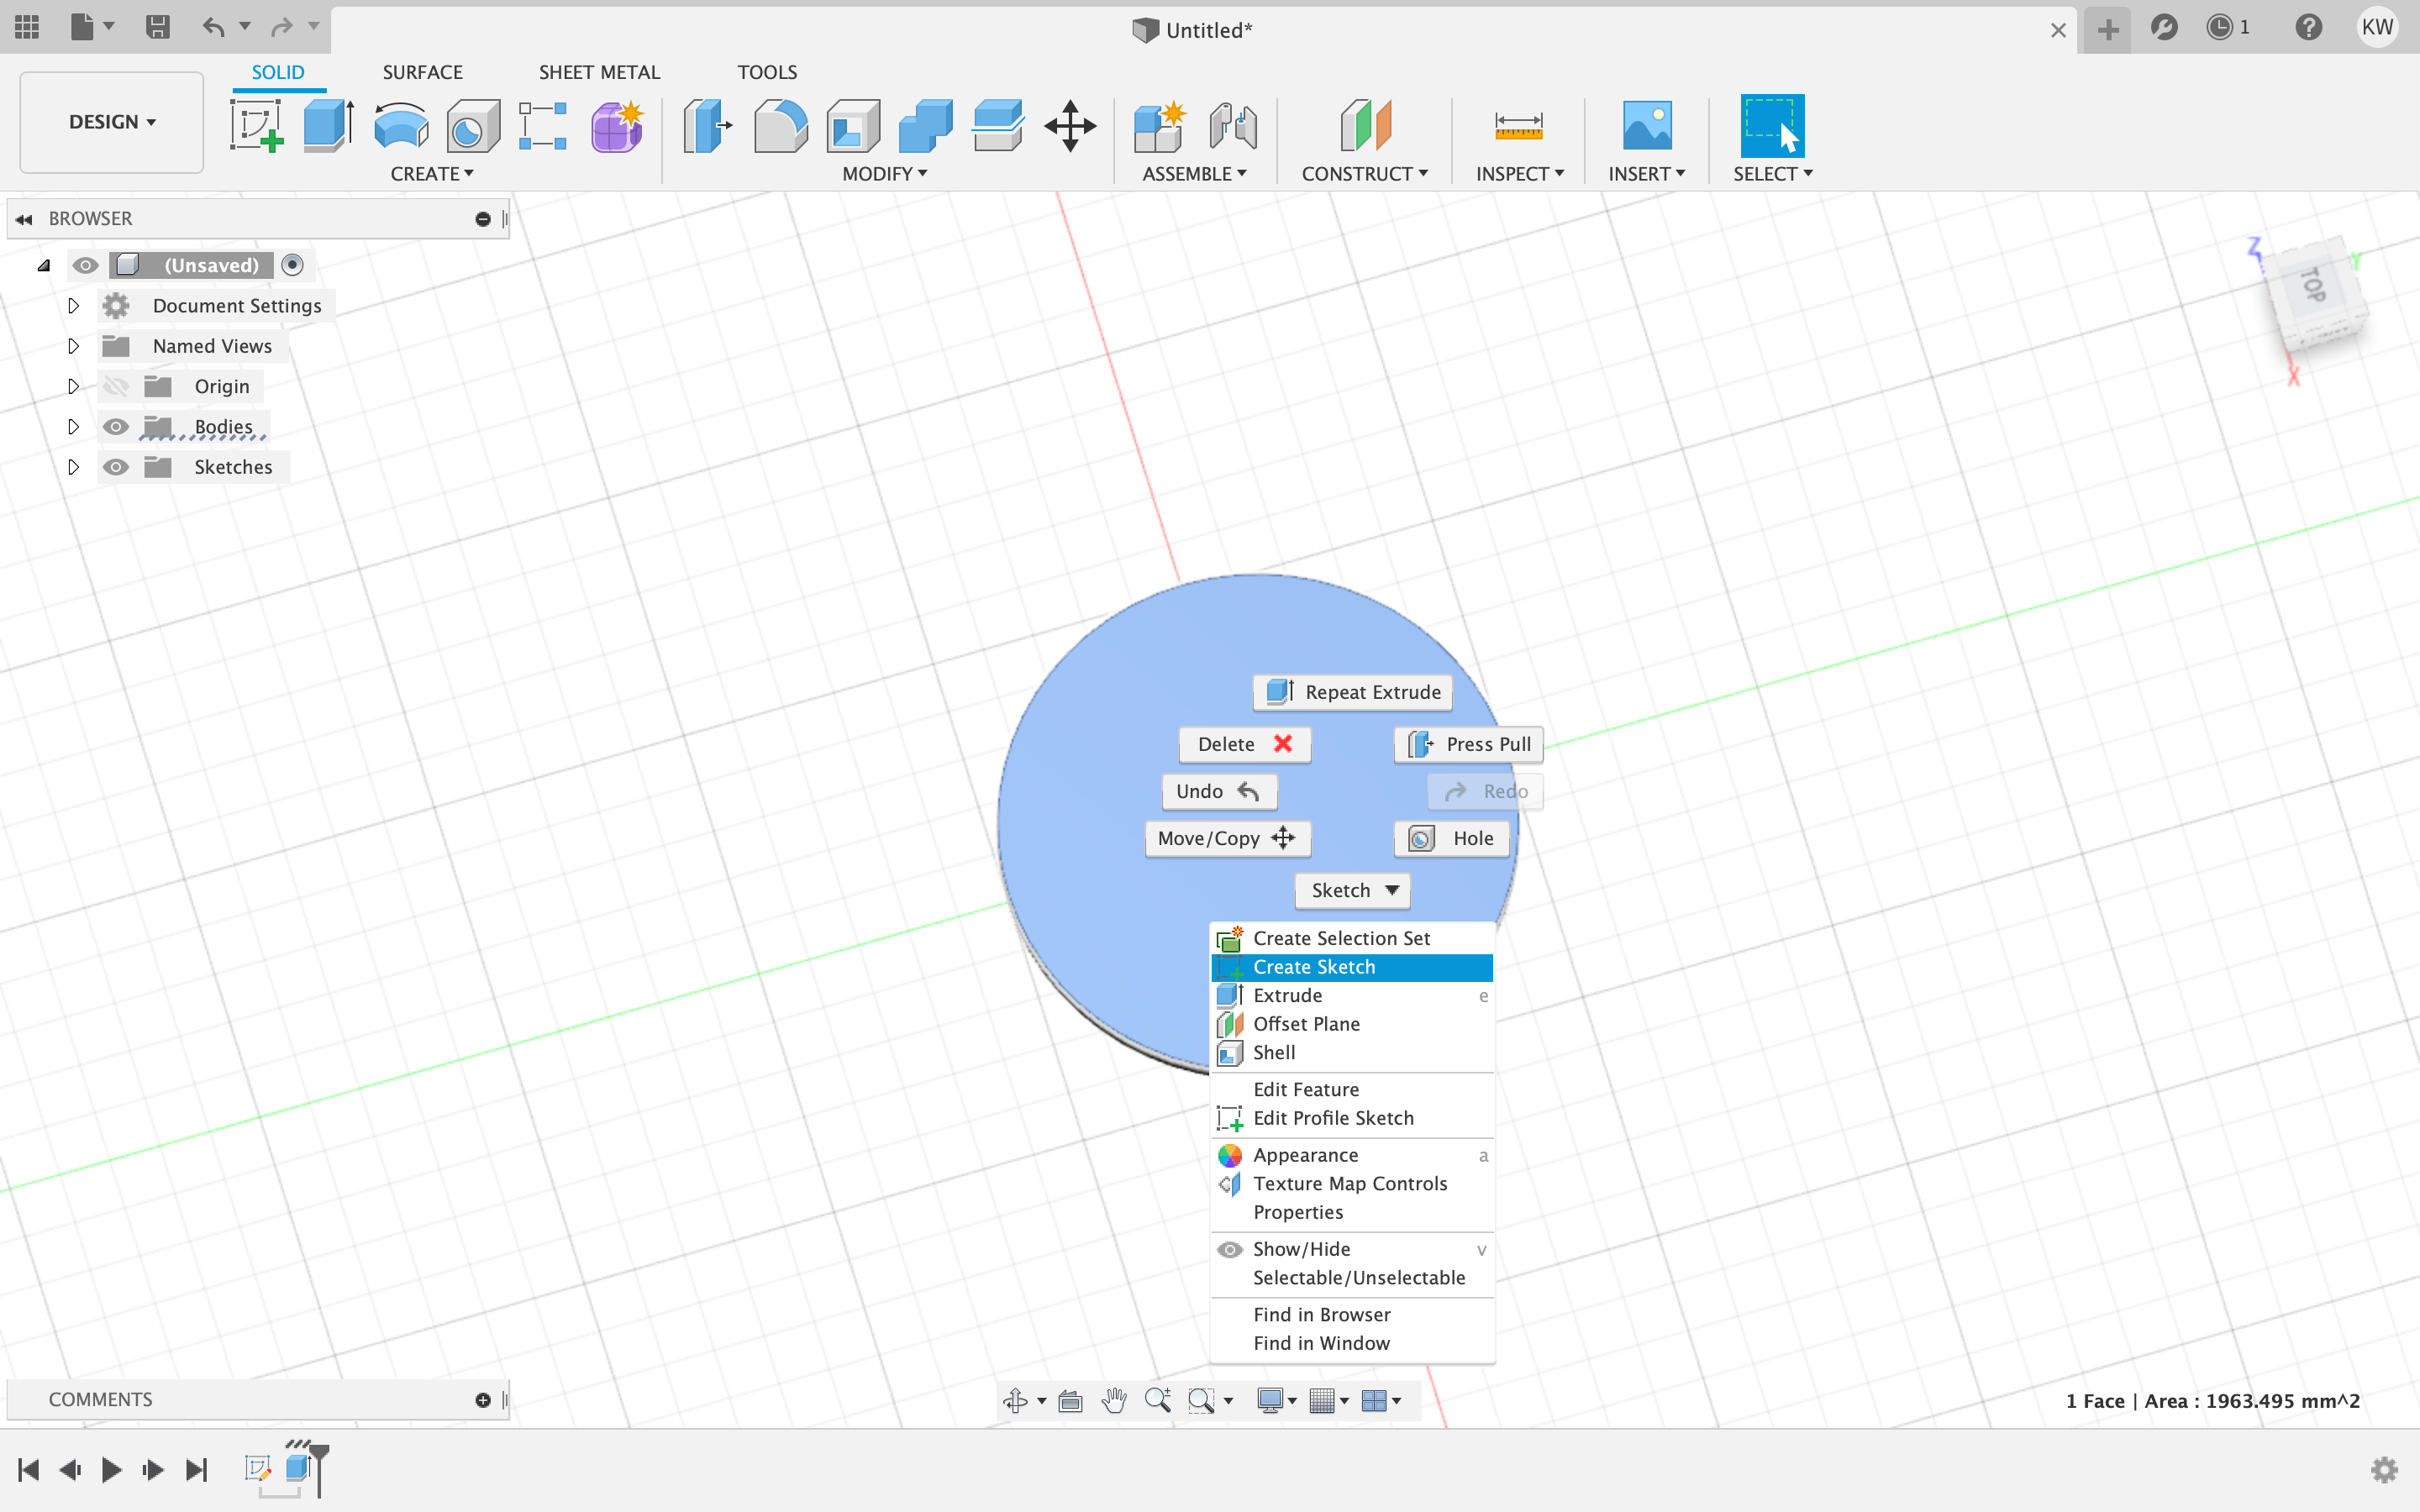 Untitled*
1
KW
SOLID
SURFACE
SHEET METAL
TOOLS
DESIGN
CREATE
MODIFY
ASSEMBLE
CONSTRUCT
INSPECT
INSERT
SELECT
BROWSER
(Unsaved)
Document Settings
Named Views
Origin
Bodies
Sketches
Z
Y
TOP
X
Repeat Extrude
Delete
Press Pull
Undo
Redo
Move/Copy
Hole
Sketch
Create Selection Set
Create Sketch
Extrude e
Offset Plane
Shell
Edit Feature
Edit Profile Sketch
Appearance a
Texture Map Controls
Properties
Show/Hide v
Selectable/Unselectable
Find in Browser
Find in Window
COMMENTS
1 Face | Area : 1963.495 mm^2